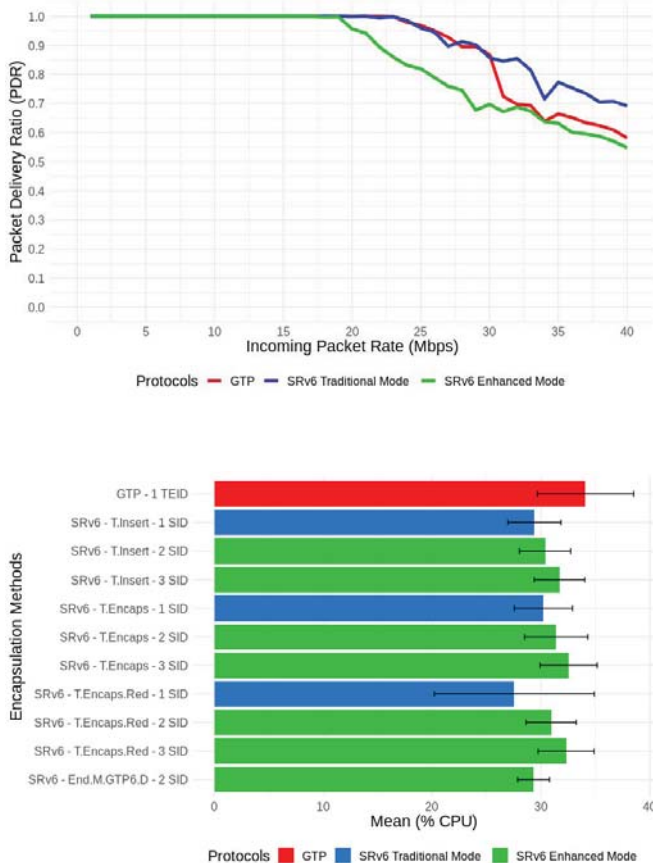 Packet Delivery Ratio (PDR)
1.0
0.9
0.8
0.7
0.6
0.5
0.4
0.3
0.2
0.1
0.0
0 5 10 15 20 25 30 35 40
Incoming Packet Rate (Mbps)
Protocols GTP SRv6 Traditional Mode SRv6 Enhanced Mode
Encapsulation Methods
GTP - 1 TEID
SRv6 - T.Insert - 1 SID
SRv6 - T.Insert - 2 SID
SRv6 - T.Insert - 3 SID
SRv6 - T.Encaps - 1 SID
SRv6 - T.Encaps - 2 SID
SRv6 - T.Encaps - 3 SID
SRv6 - T.Encaps.Red - 1 SID
SRv6 - T.Encaps.Red - 2 SID
SRv6 - T.Encaps.Red - 3 SID
SRv6 - End.M.GTP6.D - 2 SID
0 10 20 30 40
Mean (% CPU)
Protocols GTP SRv6 Traditional Mode SRv6 Enhanced Mode